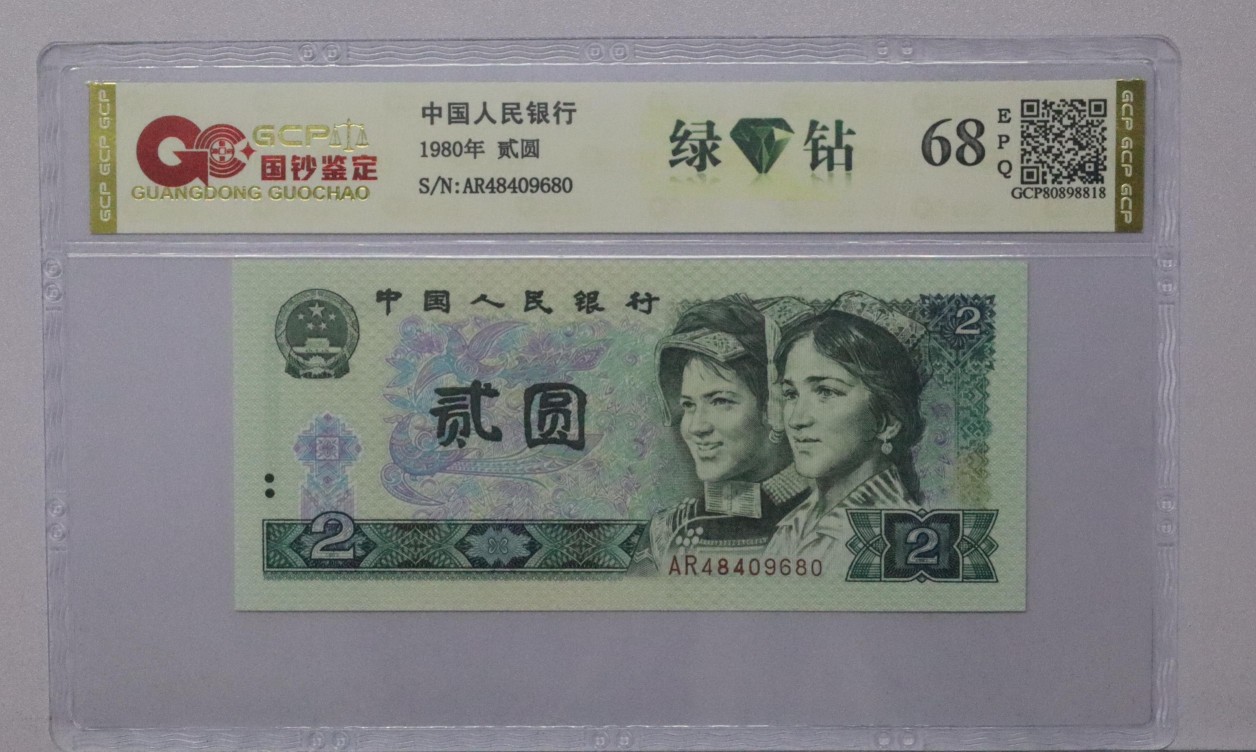 GCP GCP GCP
GCP
国钞鉴定
GUANGDONG GUOCHAO
中国人民银行
1980年 贰圆
S/N:AR48409680
绿 钻
68
EPQ
GCP80898818
GCP GCP GCP
中国人民银行
2
贰圆
2
AR48409680
2